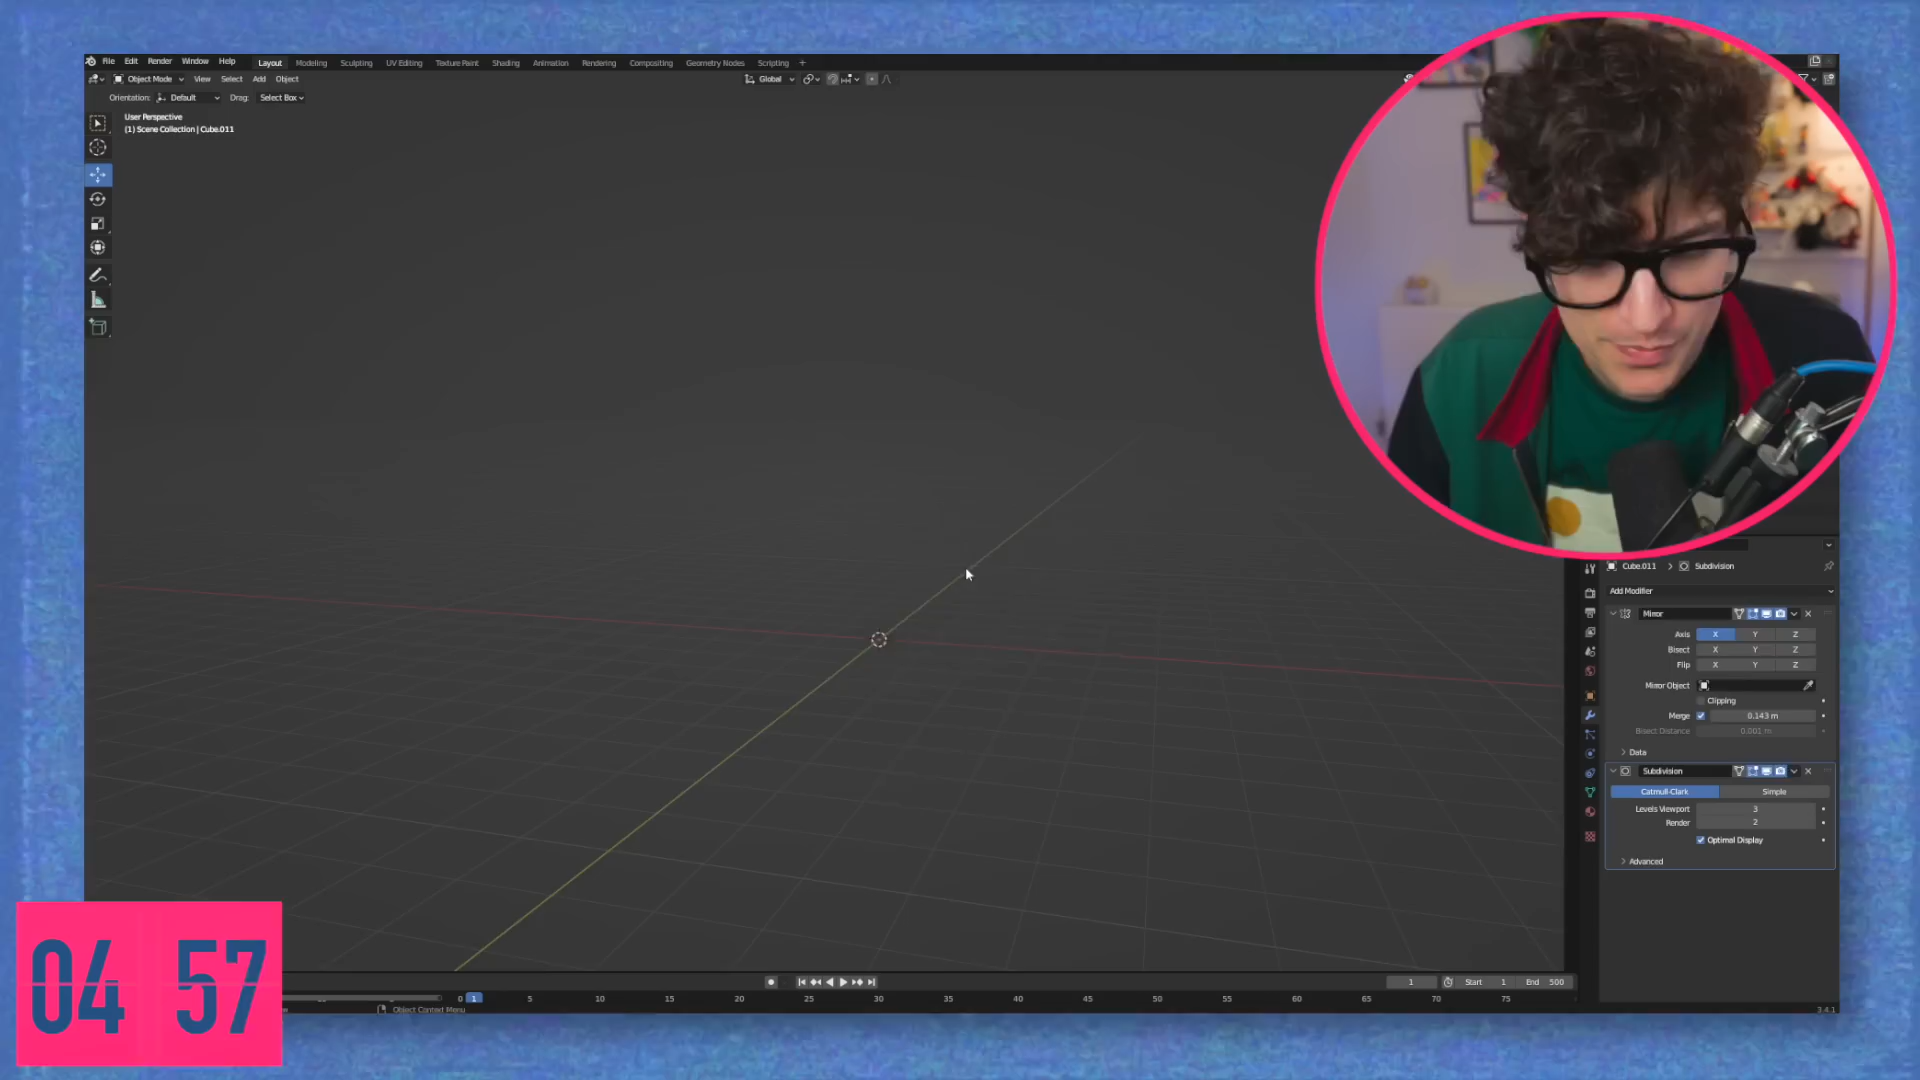 File Edit Render Window Help Layout Modeling Sculpting UV Editing Texture Paint Shading Animation Rendering Compositing Geometry Nodes Scripting +
Object Mode View Select Add Object Global
Orientation: Default Drag: Select Box
User Perspective
(1) Scene Collection | Cube.011
Cube.011 > Subdivision
Add Modifier
Mirror
Axis X Y Z
Bisect X Y Z
Flip X Y Z
Mirror Object
Clipping
Merge 0.143 m
Bisect Distance 0.001 m
Data
Subdivision
Catmull-Clark Simple
Levels Viewport 3
Render 2
Optimal Display
Advanced
04 57
1 Start 1 End 500
0 1 5 10 15 20 25 30 35 40 45 50 55 60 65 70 75
Object Context Menu
3.4.1